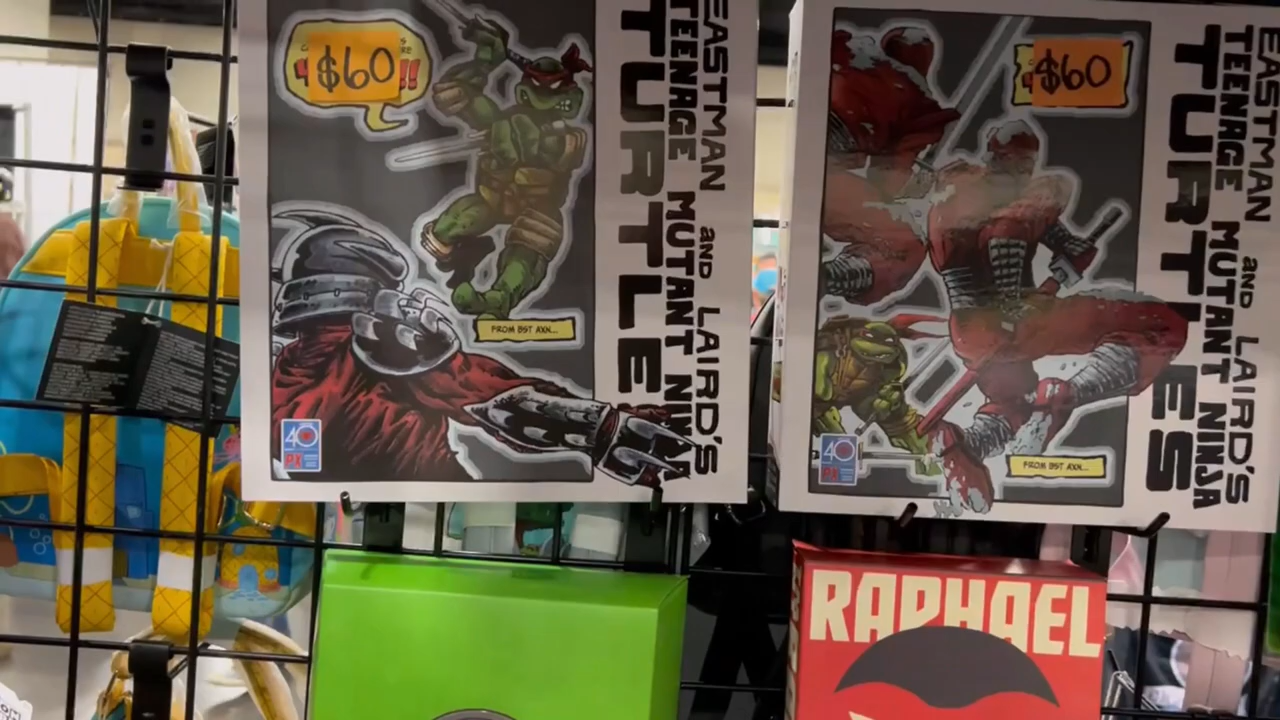 $60
EASTMAN and LAIRD'S
TEENAGE MUTANT NINJA
TURTLE
FROM BST AXN...
40
PX
$60
EASTMAN and LAIRD'S
TEENAGE MUTANT NINJA
TURTLES
FROM BST AXN...
40
PX
RAPHAEL